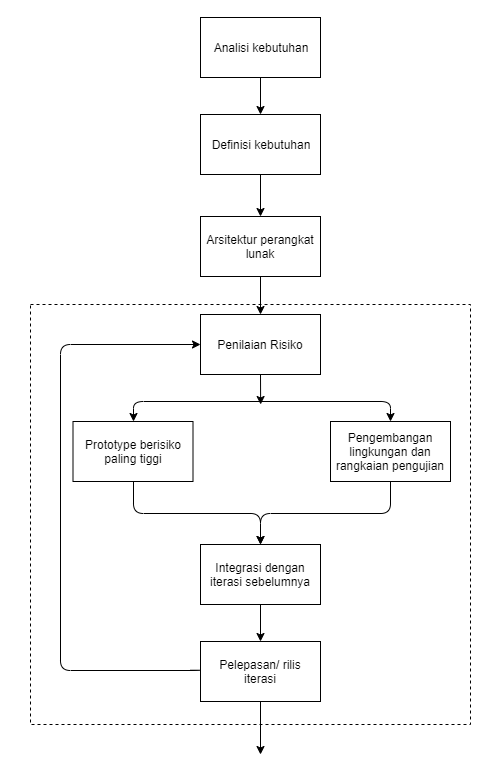 Analisi kebutuhan
Definisi kebutuhan
Arsitektur perangkat
lunak
Penilaian Risiko
Prototype berisiko
paling tiggi
Pengembangan
lingkungan dan
rangkaian pengujian
Integrasi dengan
iterasi sebelumnya
Pelepasan/ rilis
iterasi